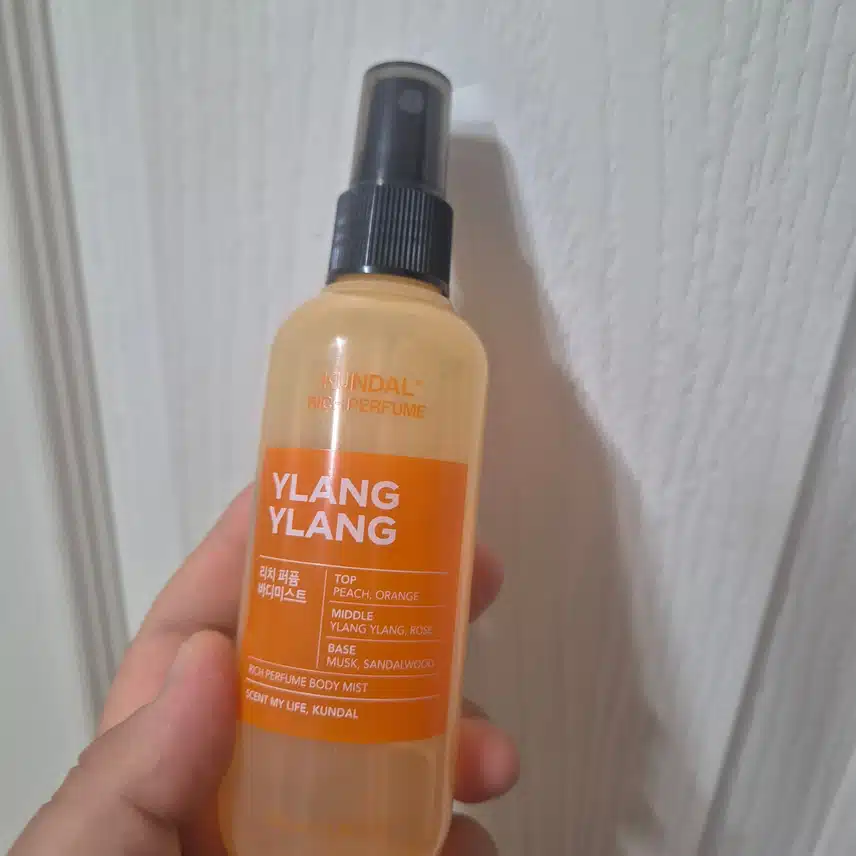 KUNDAL
RICH PERFUME
YLANG
YLANG
리치 퍼퓸
바디미스트
TOP
PEACH, ORANGE
MIDDLE
YLANG YLANG, ROSE
BASE
MUSK, SANDALWOOD
RICH PERFUME BODY MIST
SCENT MY LIFE, KUNDAL